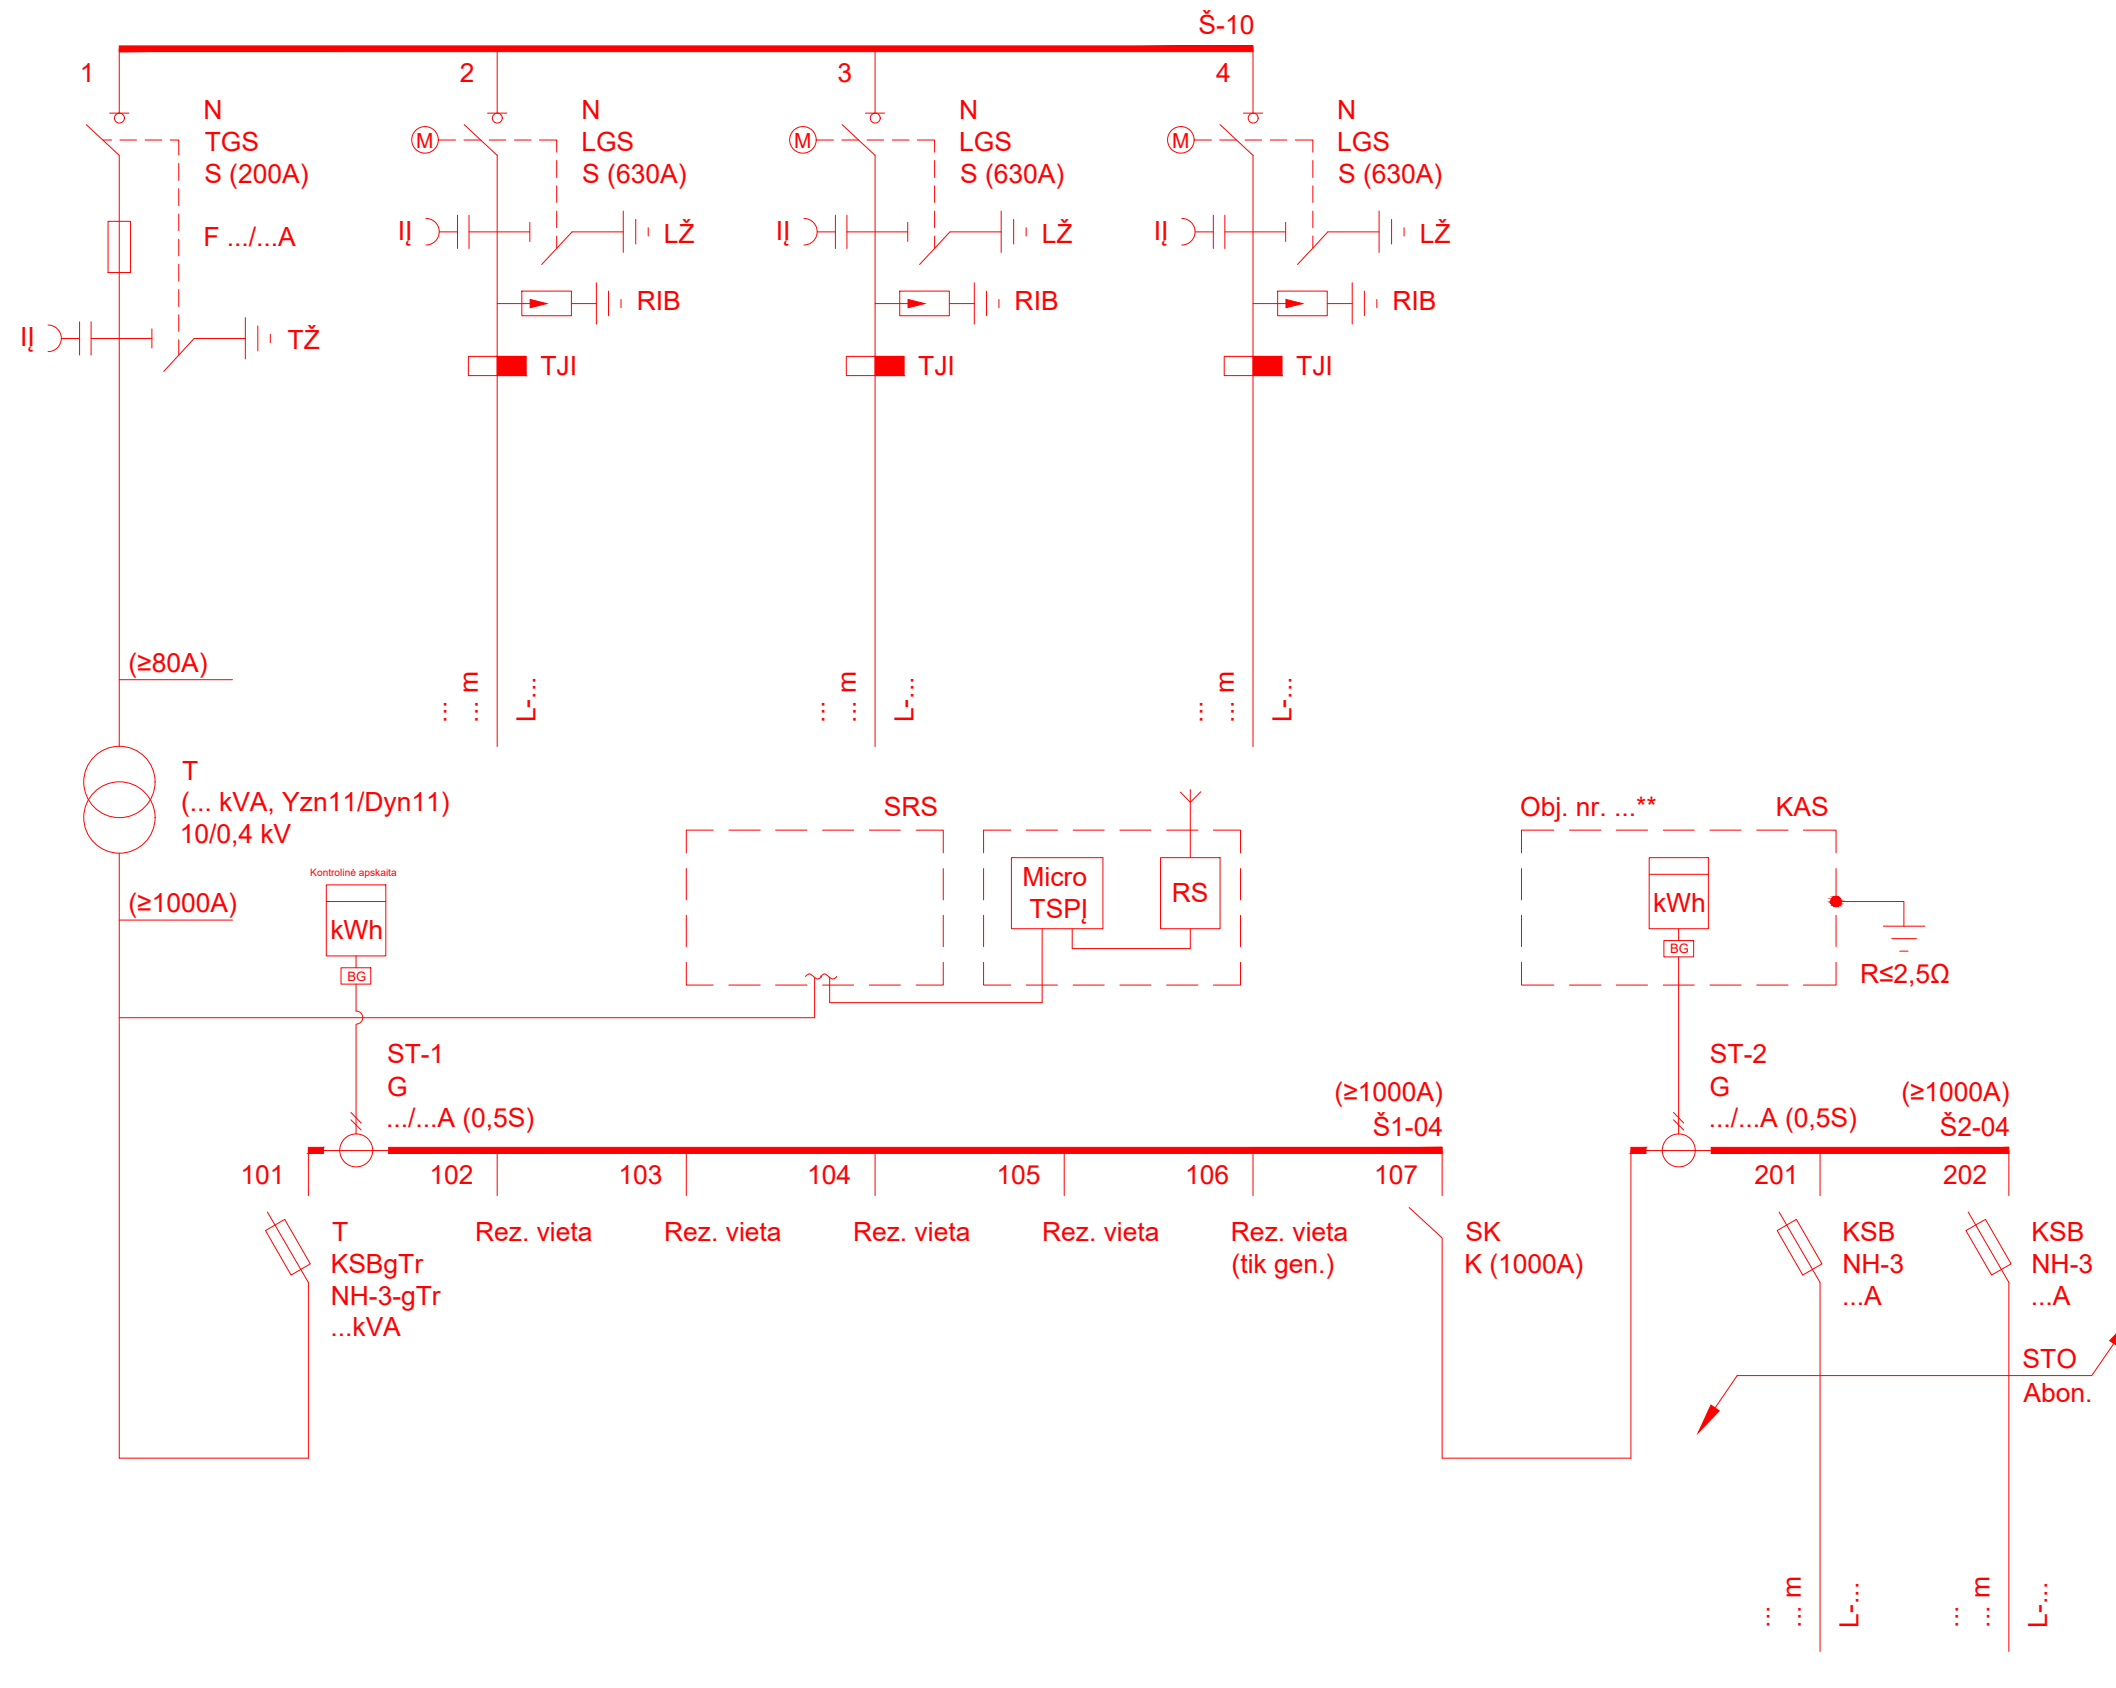 Š-10
1
2
3
4
N
TGS
S (200A)
N
LGS
S (630A)
N
LGS
S (630A)
N
LGS
S (630A)
M
M
M
F .../...A
IĮ
LŽ
IĮ
LŽ
IĮ
LŽ
RIB
RIB
RIB
IĮ
TŽ
TJI
TJI
TJI
(≥80A)
...
... m
L-...
...
... m
L-...
...
... m
L-...
T
(... kVA, Yzn11/Dyn11)
10/0,4 kV
SRS
Obj. nr. ...**
KAS
Kontrolinė apskaita
kWh
BG
Micro
TSPĮ
RS
kWh
BG
(≥1000A)
R≤2,5Ω
ST-1
G
.../...A (0,5S)
(≥1000A)
Š1-04
ST-2
G
.../...A (0,5S)
(≥1000A)
Š2-04
101
102
103
104
105
106
107
201
202
T
KSBgTr
NH-3-gTr
...kVA
Rez. vieta
Rez. vieta
Rez. vieta
Rez. vieta
Rez. vieta
(tik gen.)
SK
K (1000A)
KSB
NH-3
...A
KSB
NH-3
...A
STO
Abon.
...
... m
L-...
...
... m
L-...